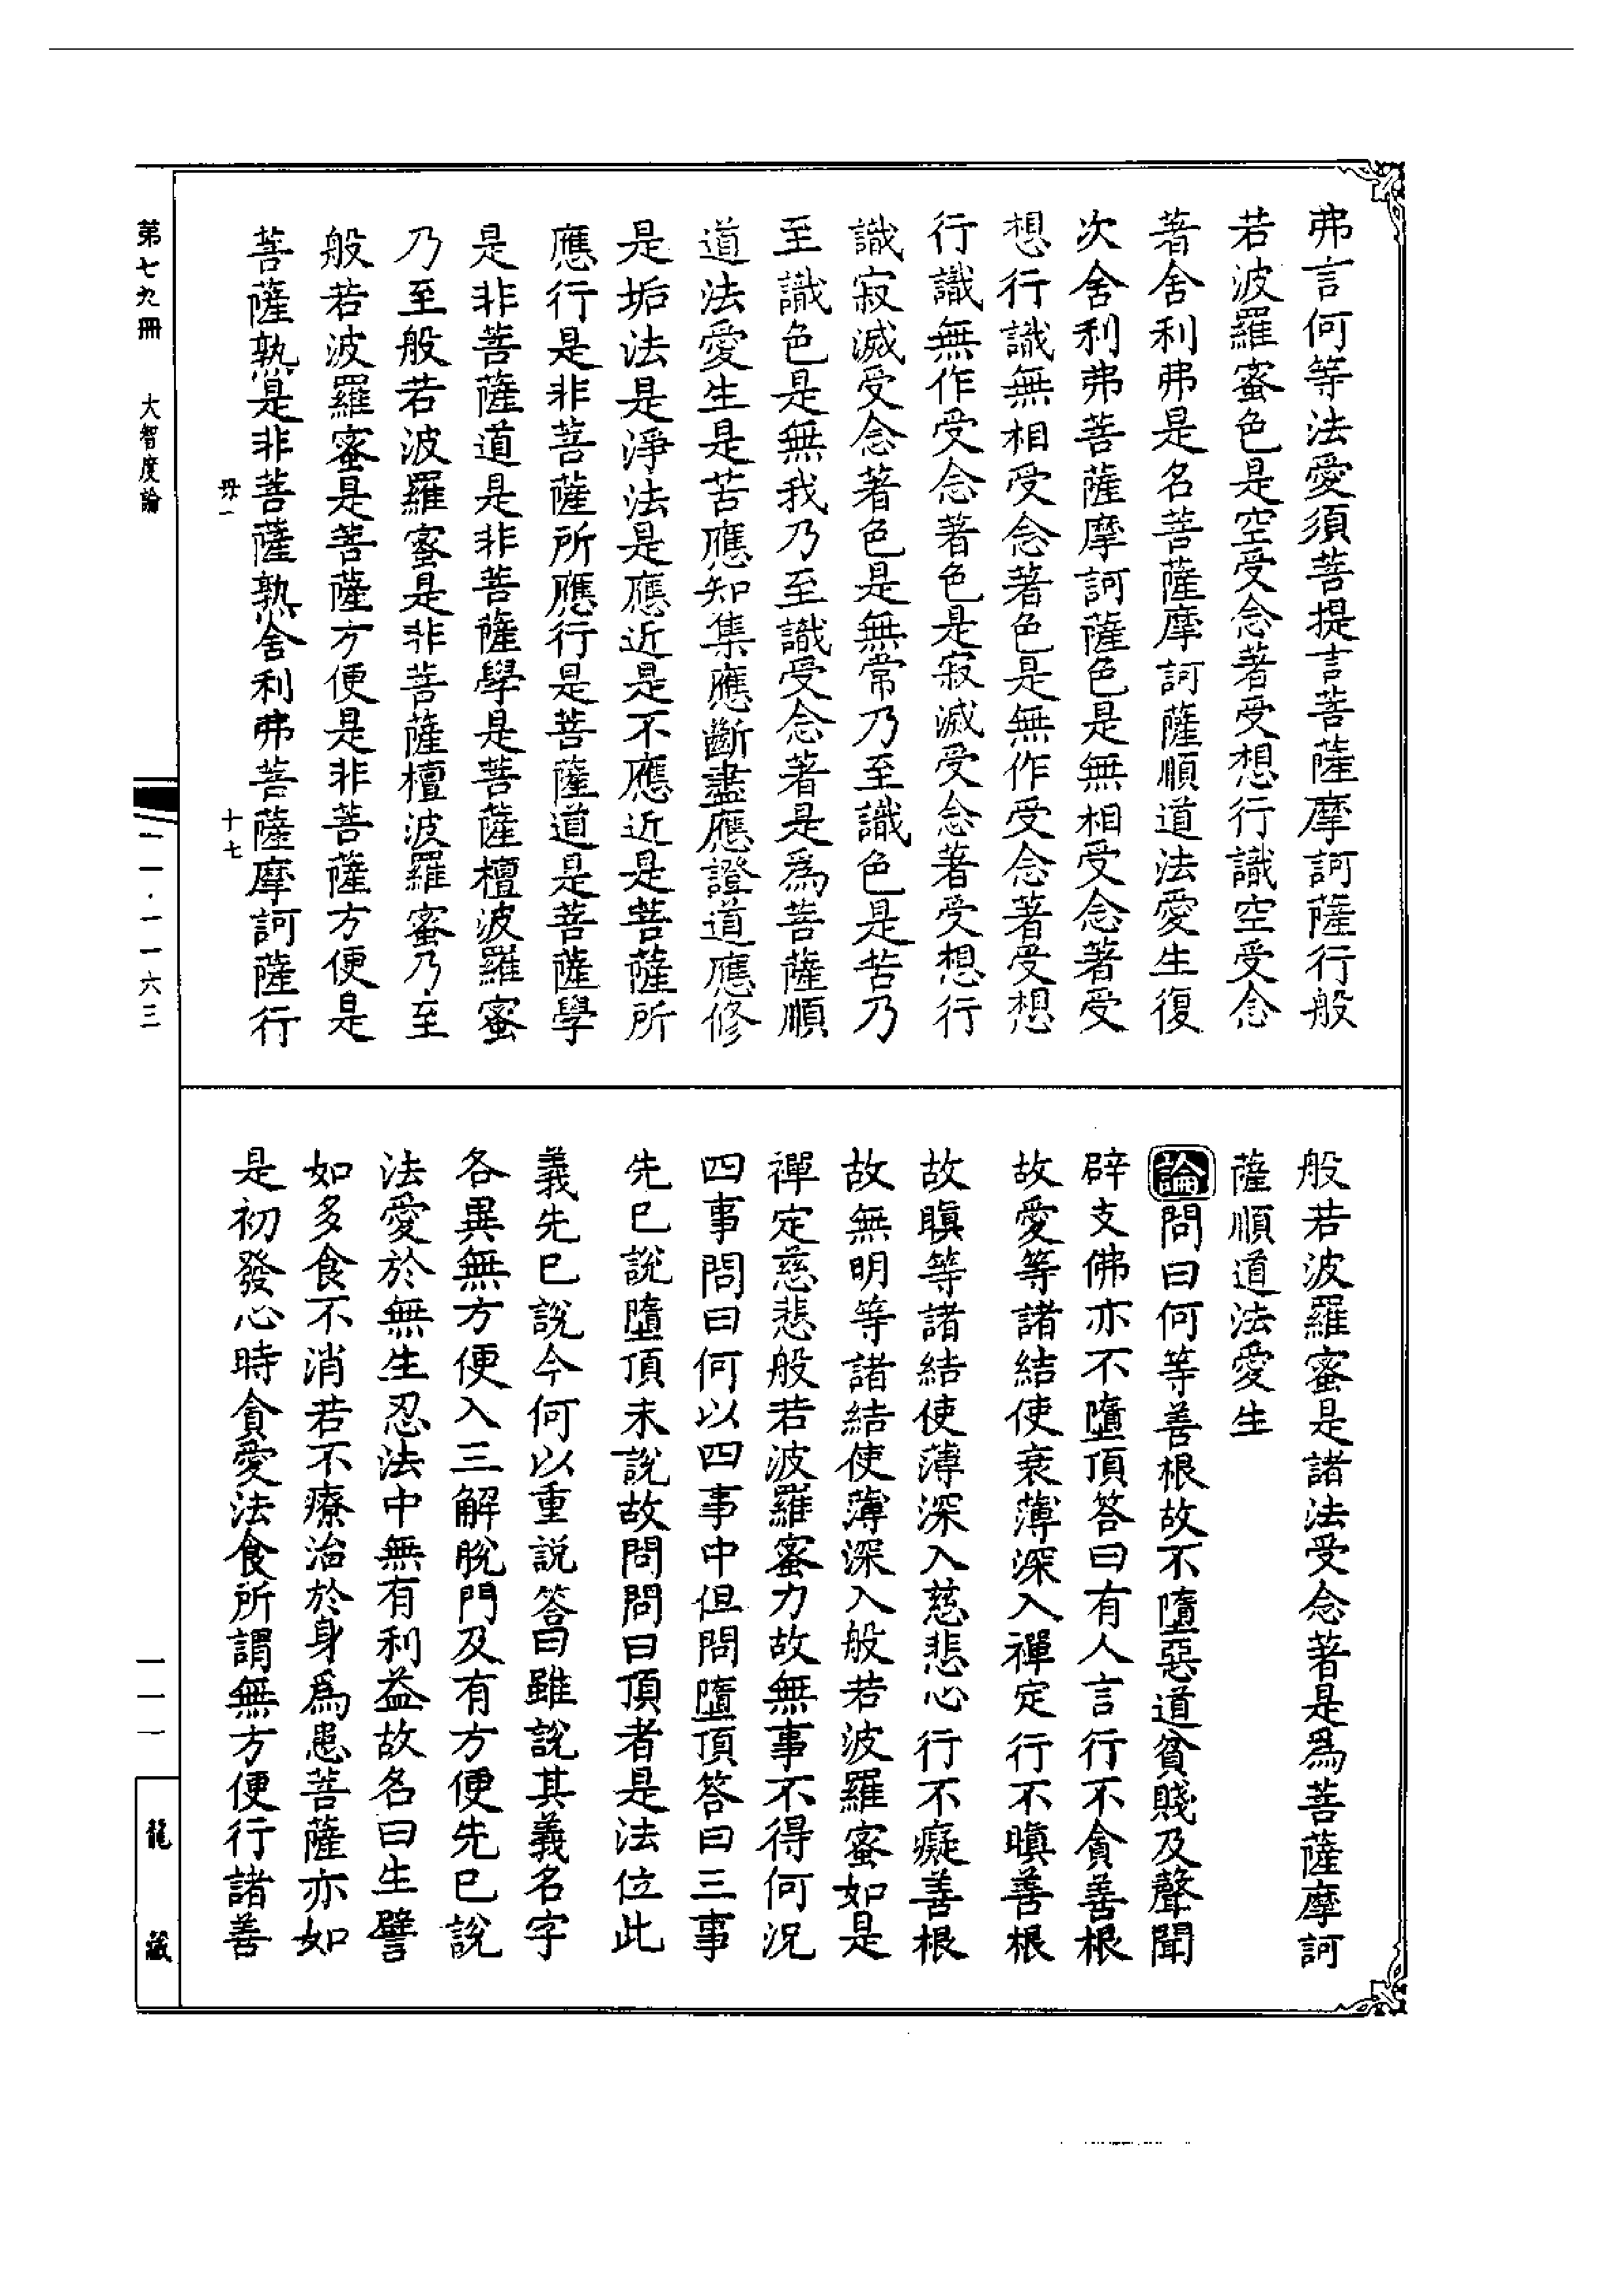 弗言何等法愛須菩提言菩薩摩訶薩行般
若波羅蜜色是空受念著受想行識空受念
著舍利弗是名菩薩摩訶薩順道法愛生復
次舍利弗菩薩摩訶薩色是無相受念著受
想行識無相受念著色是無作受念著受想
行識無作受念著色是寂滅受念著受想行
識寂滅受念著色是無常乃至識色是苦乃
至識色是無我乃至識受念著是爲菩薩順
道法愛生是苦應知集應斷盡應證道應修
是垢法是淨法是應近是不應近是菩薩所
應行是非菩薩所應行是菩薩道是菩薩學
是非菩薩道是非菩薩學是菩薩檀波羅蜜
乃至般若波羅蜜是非菩薩檀波羅蜜乃至
般若波羅蜜是菩薩方便是非菩薩方便是
菩薩熟是非菩薩熟舍利弗菩薩摩訶薩行
十七
般若波羅蜜是諸法受念著是爲菩薩摩訶
薩順道法愛生
論問曰何等善根故不墮惡道貧賤及聲聞
辟支佛亦不墮頂答曰有人言行不貪善根
故愛等諸結使衰薄深入禪定行不瞋善根
故瞋等諸結使薄深入慈悲心行不癡善根
故無明等諸結使薄深入般若波羅蜜如是
禪定慈悲般若波羅蜜力故無事不得何況
四事問曰何以四事中但問墮頂答曰三事
先已說墮頂未說故問問曰頂者是法位此
義先已說今何以重說答曰雖說其義名字
各異無方便入三解脫門及有方便先已說
法愛於無生忍法中無有利益故名曰生譬
如多食不消若不療治於身爲患菩薩亦如
是初發心時貪愛法食所謂無方便行諸善
第七九冊
大智度論
一一·一一六三
一一一
龍藏